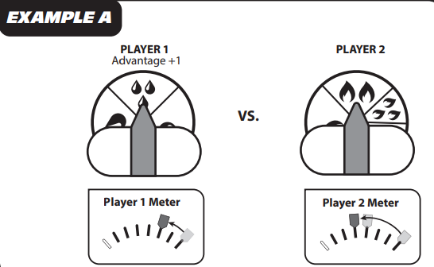 EXAMPLE A
PLAYER 1
Advantage +1
VS.
PLAYER 2
Player 1 Meter
Player 2 Meter